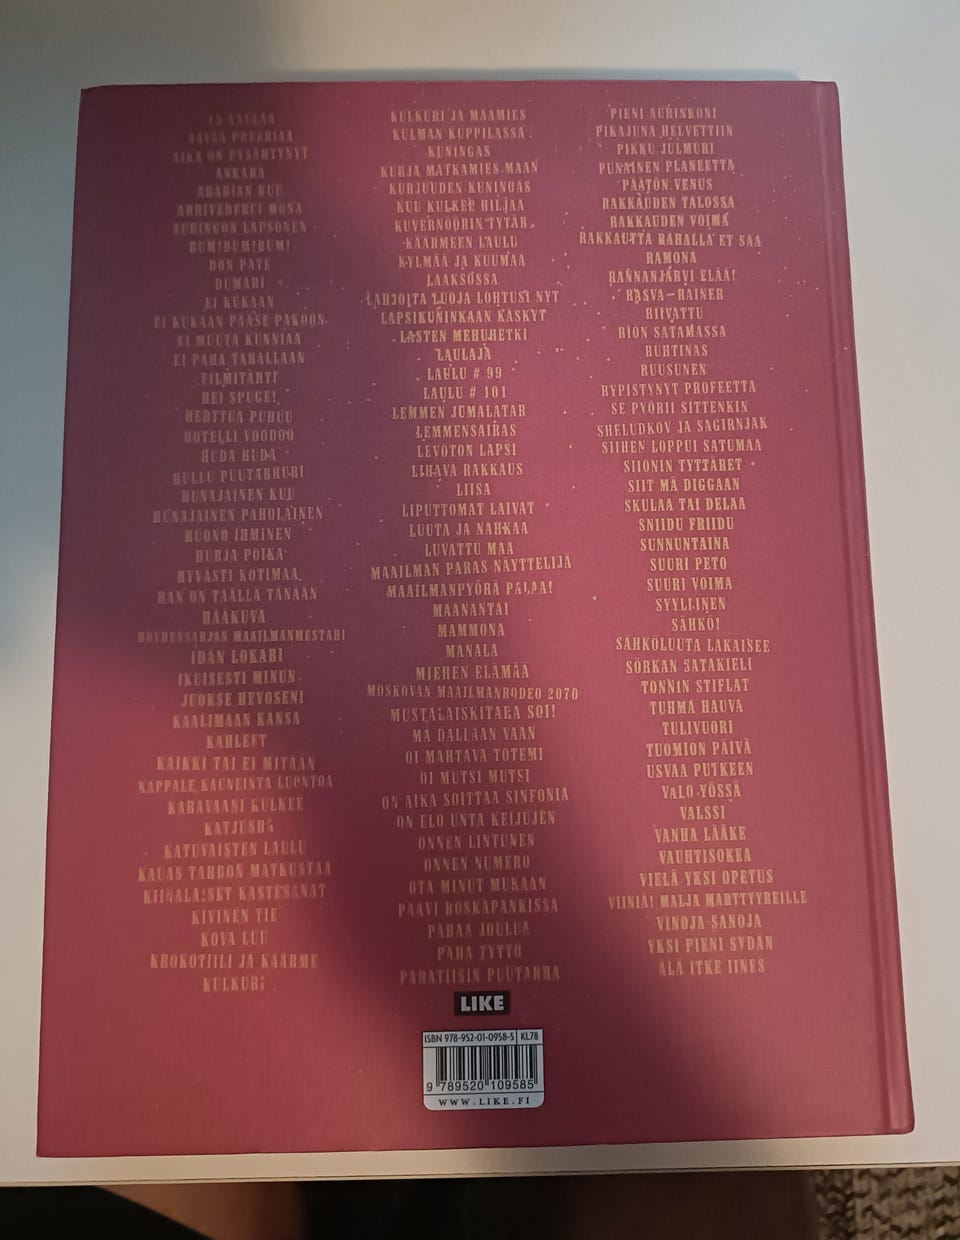 13 NAULAA
AAVAA PREERIAA
AIKA ON PYSÄHTYNYT
ANKARA
ARABIAN KUU
ARRIVEDERCI MONA
AURINGON LAPSONEN
BUM!BUM!BUM!
DON PATE
DUMARI
EI KUKAAN
EI KUKAAN PÄÄSE PAKOON
EI MUUTA KUNNIAA
EI PAHA TAHALLAAN
FILMITÄHTI
HEI SPUGE!
HERTTUA PUHUU
HOTELLI VOODOO
HUDA HUDA
HULLU PUUTARHURI
HUNAJAINEN KUU
HUNAJAINEN PAHOLAINEN
HUONO IHMINEN
HURJA POIKA
HYVÄSTI KOTIMAA
HÄN ON TÄÄLLÄ TÄNÄÄN
HÄÄKUVA
HÖYHENSARJAN MAAILMANMESTARI
IDÄN LOKARI
IKUISESTI MINUN
JUOKSE HEVOSENI
KAALIMAAN KANSA
KAHLEET
KAIKKI TAI EI MITÄÄN
KAPPALE KAUNEINTA LUONTOA
KARAVAANI KULKEE
KATJUSHA
KATUVAISTEN LAULU
KAUAS TAHDON MATKUSTAA
KIIMALAISET KASTESANAT
KIVINEN TIE
KOVA LUU
KROKOTIILI JA KÄÄRME
KULKURI
KULKURI JA MAAMIES
KULMAN KUPPILASSA
KUNINGAS
KURJA MATKAMIES MAAN
KURJUUDEN KUNINGAS
KUU KULKEE HILJAA
KUVERNÖÖRIN TYTÄR
KÄÄRMEEN LAULU
KYLMÄÄ JA KUUMAA
LAAKSOSSA
LAHJOITA LUOJA LOHTUSI NYT
LAPSIKUNINKAAN KÄSKYT
LASTEN MEHUHETKI
LAULAJA
LAULU # 99
LAULU # 101
LEMMEN JUMALATAR
LEMMENSAIRAS
LEVOTON LAPSI
LIHAVA RAKKAUS
LIISA
LIPUTTOMAT LAIVAT
LUUTA JA NAHKAA
LUVATTU MAA
MAAILMAN PARAS NÄYTTELIJÄ
MAAILMANPYÖRÄ PALAA!
MAANANTAI
MAMMONA
MANALA
MIEHEN ELÄMÄÄ
MOSKOVAN MAAILMANRODEO 2070
MUSTALAISKITARA SOI!
MÄ DALLAAN VAAN
OI MAHTAVA TOTEMI
OI MUTSI MUTSI
ON AIKA SOITTAA SINFONIA
ON ELO UNTA KEIJUJEN
ONNEN LINTUNEN
ONNEN NUMERO
OTA MINUT MUKAAN
PAAVI ROSKAPANKISSA
PAHAA JOULUA
PAHA TYTTÖ
PARATIISIN PUUTARHA
PIENI AURINKONI
PIKAJUNA HELVETTIIN
PIKKU JULMURI
PUNAINEN PLANEETTA
PÄÄTÖN VENUS
RAKKAUDEN TALOSSA
RAKKAUDEN VOIMA
RAKKAUTTA RAHALLA ET SAA
RAMONA
RANNANJÄRVI ELÄÄ!
RASVA-RAINER
RIIVATTU
RION SATAMASSA
RUHTINAS
RUUSUNEN
RYPISTYNYT PROFEETTA
SE PYÖRII SITTENKIN
SHELUDKOV JA SAGIRNJAK
SIIHEN LOPPUI SATUMAA
SIIONIN TYTTÄRET
SIIT MÄ DIGGAAN
SKULAA TAI DELAA
SNIIDU FRIIDU
SUNNUNTAINA
SUURI PETO
SUURI VOIMA
SYYLLINEN
SÄHKÖ!
SÄHKÖLUUTA LAKAISEE
SÖRKAN SATAKIELI
TONNIN STIFLAT
TUHMA HAUVA
TULIVUORI
TUOMION PÄIVÄ
USVAA PUTKEEN
VALO YÖSSÄ
VALSSI
VANHA LÄÄKE
VAUHTISOKEA
VIELÄ YKSI OPETUS
VIINIÄ! MALJA MARTTYYREILLE
VINOJA SANOJA
YKSI PIENI SYDÄN
ÄLÄ ITKE IINES
LIKE
ISBN 978-952-01-0958-5 KL78
9 789520 109585
WWW.LIKE.FI